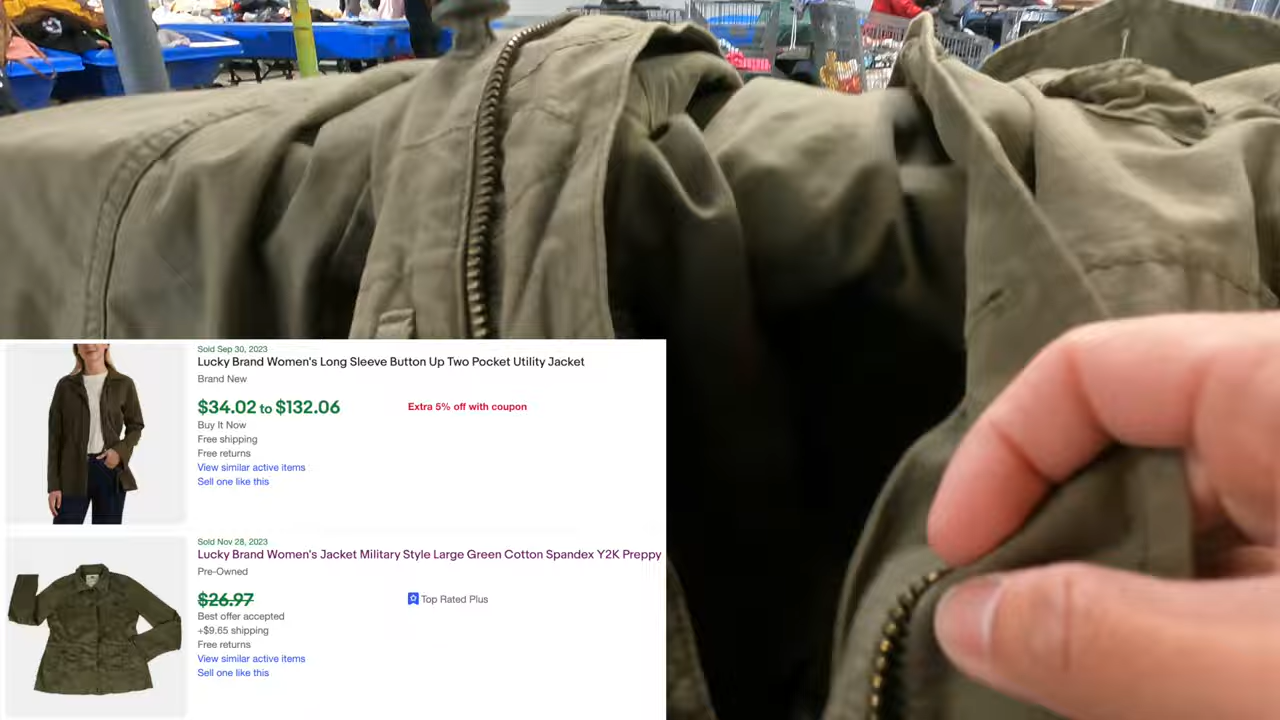 Sold Sep 30, 2023
Lucky Brand Women's Long Sleeve Button Up Two Pocket Utility Jacket
Brand New
$34.02 to $132.06
Extra 5% off with coupon
Buy It Now
Free shipping
Free returns
View similar active items
Sell one like this
Sold Nov 28, 2023
Lucky Brand Women's Jacket Military Style Large Green Cotton Spandex Y2K Preppy
Pre-Owned
$26.97
Top Rated Plus
Best offer accepted
+$9.65 shipping
Free returns
View similar active items
Sell one like this